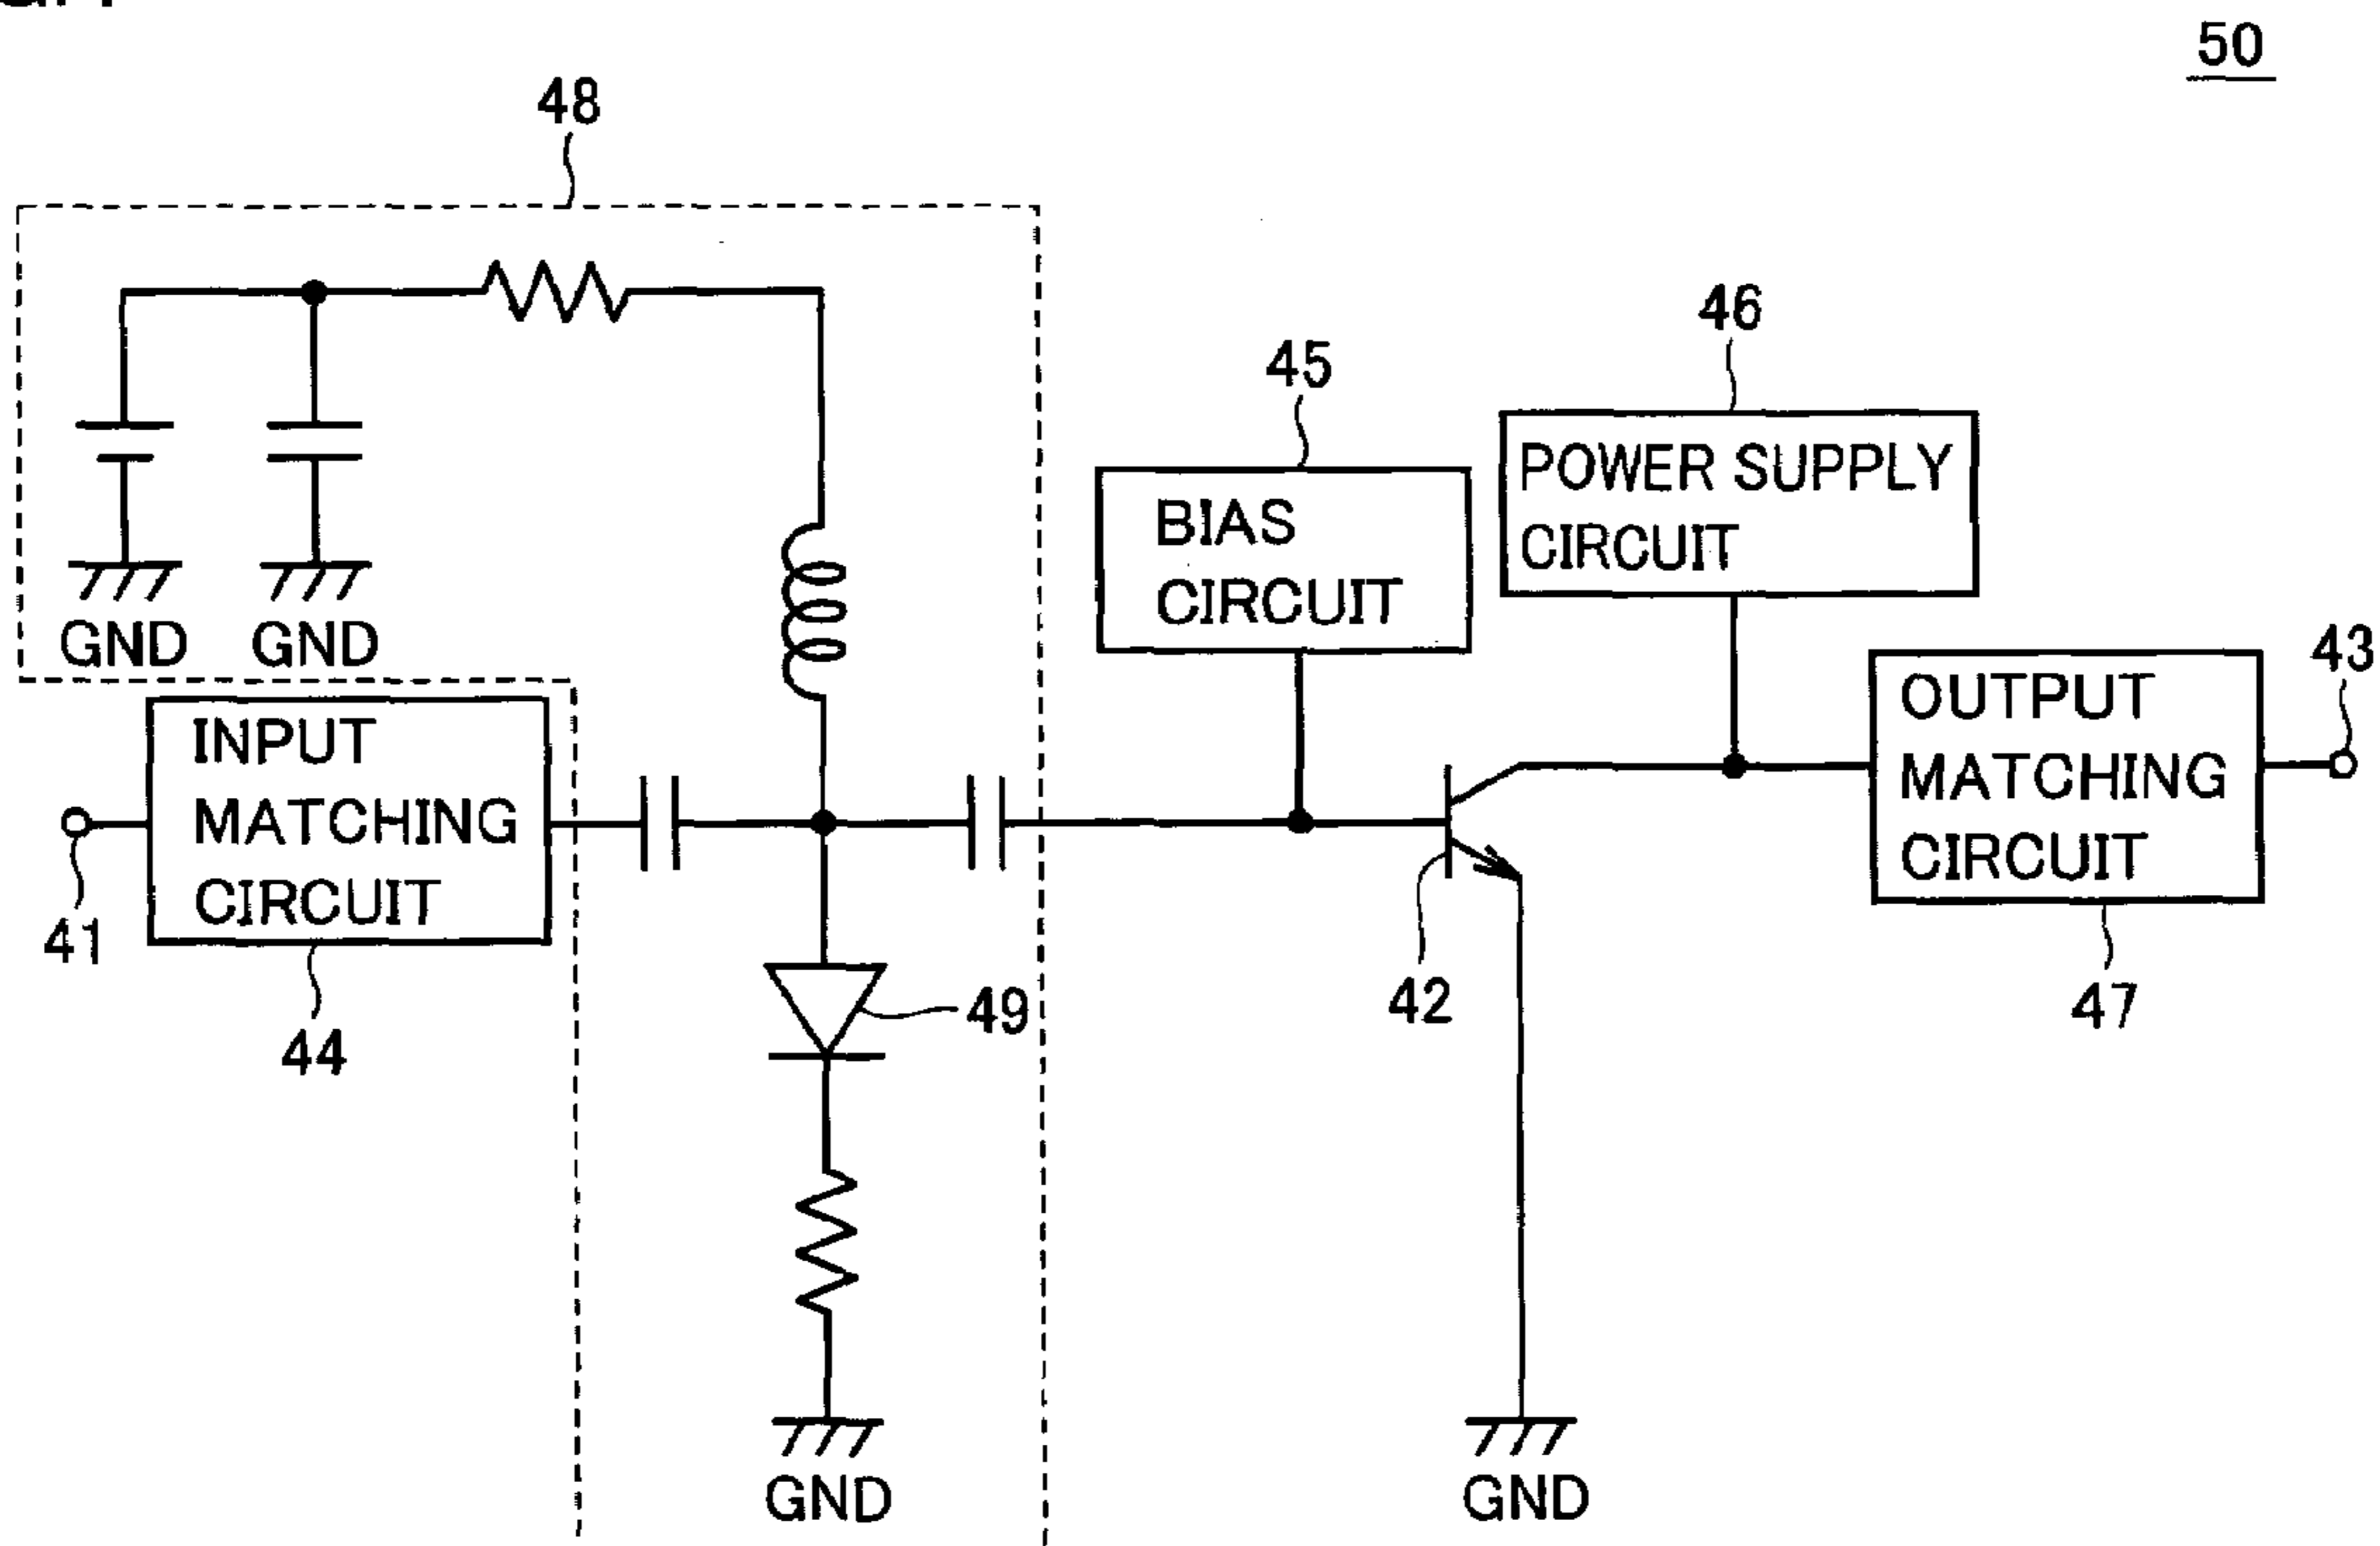 50
48
46
45
POWER SUPPLY
CIRCUIT
BIAS
CIRCUIT
GND
GND
43
OUTPUT
MATCHING
CIRCUIT
INPUT
MATCHING
CIRCUIT
41
44
49
42
47
GND
GND